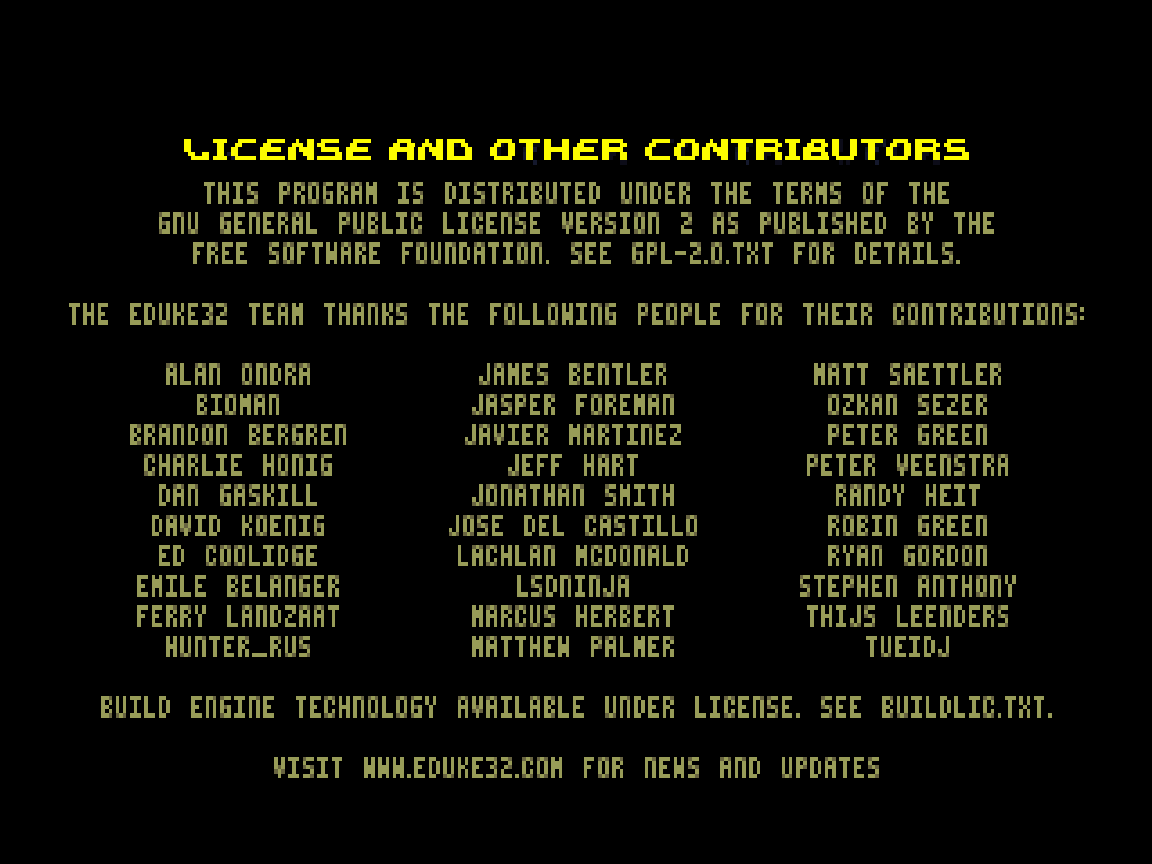 LICENSE AND OTHER CONTRIBUTORS
THIS PROGRAM IS DISTRIBUTED UNDER THE TERMS OF THE
GNU GENERAL PUBLIC LICENSE VERSION 2 AS PUBLISHED BY THE
FREE SOFTWARE FOUNDATION. SEE GPL-2.0.TXT FOR DETAILS.
THE EDUKE32 TEAM THANKS THE FOLLOWING PEOPLE FOR THEIR CONTRIBUTIONS:
ALAN ONDRA JAMES BENTLER MATT SAETTLER
BIOMAN JASPER FOREMAN OZKAN SEZER
BRANDON BERGREN JAVIER MARTINEZ PETER GREEN
CHARLIE HONIG JEFF HART PETER VEENSTRA
DAN GASKILL JONATHAN SMITH RANDY HEIT
DAVID KOENIG JOSE DEL CASTILLO ROBIN GREEN
ED COOLIDGE LACHLAN MCDONALD RYAN GORDON
EMILE BELANGER LSDNINJA STEPHEN ANTHONY
FERRY LANDZAAT MARCUS HERBERT THIJS LEENDERS
HUNTER_RUS MATTHEW PALMER TUEIDJ
BUILD ENGINE TECHNOLOGY AVAILABLE UNDER LICENSE. SEE BUILDLIC.TXT.
VISIT WWW.EDUKE32.COM FOR NEWS AND UPDATES